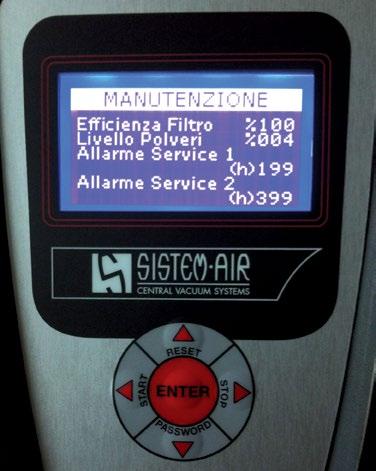 MANUTENZIONE
Efficienza Filtro %100
Livello Polveri %004
Allarme Service 1
(h)199
Allarme Service 2
(h)399
SISTEM-AIR
CENTRAL VACUUM SYSTEMS
RESET
START
ENTER
STOP
PASSWORD